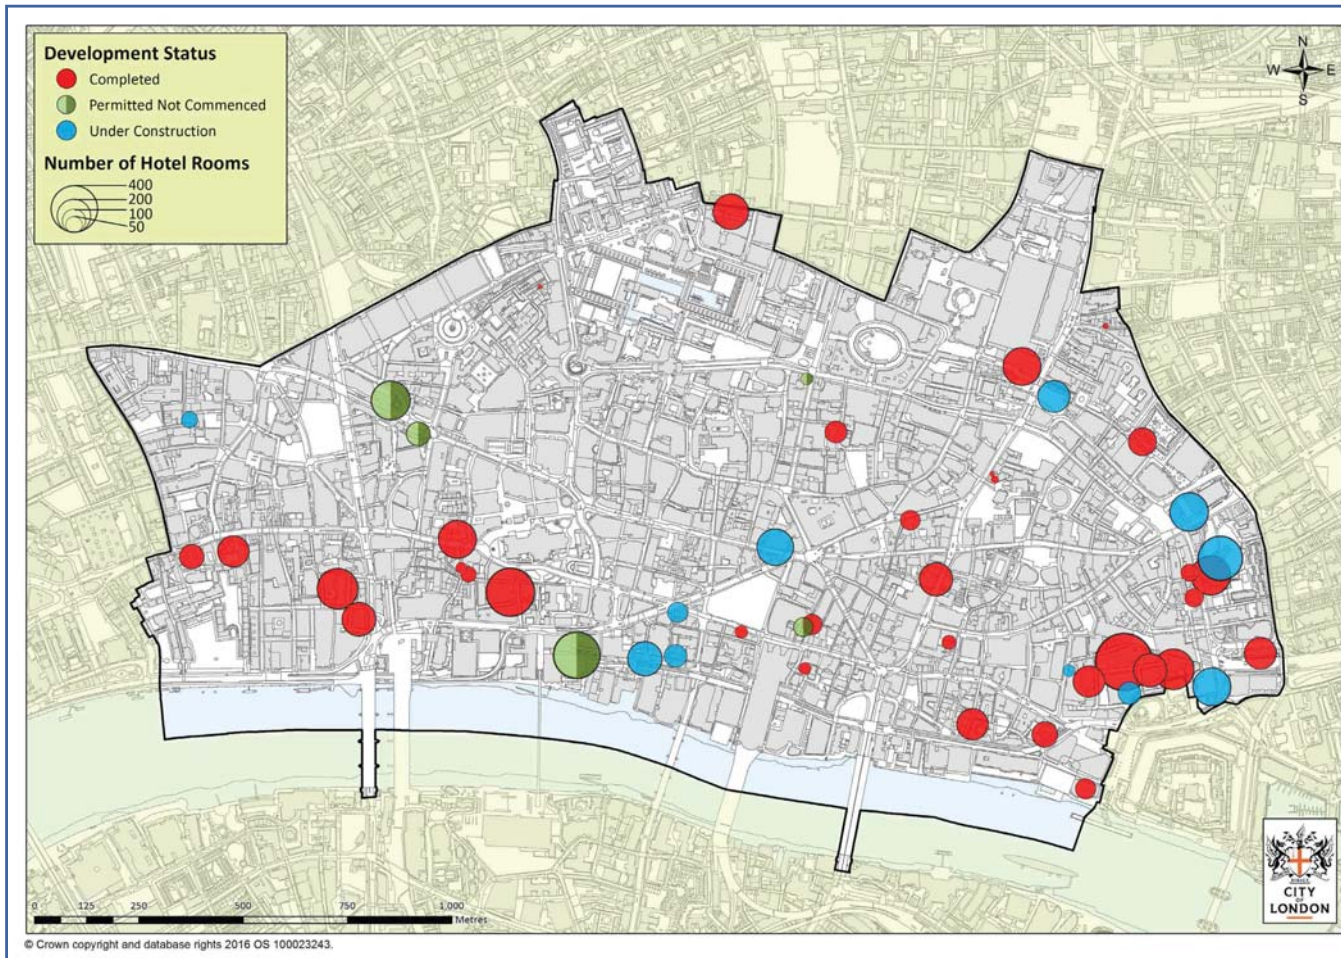 Development Status
Completed
Permitted Not Commenced
Under Construction
Number of Hotel Rooms
400
200
100
50
N
W E
S
0 125 250 500 750 1,000
Metres
CITY
OF
LONDON
© Crown copyright and database rights 2016 OS 100023243.